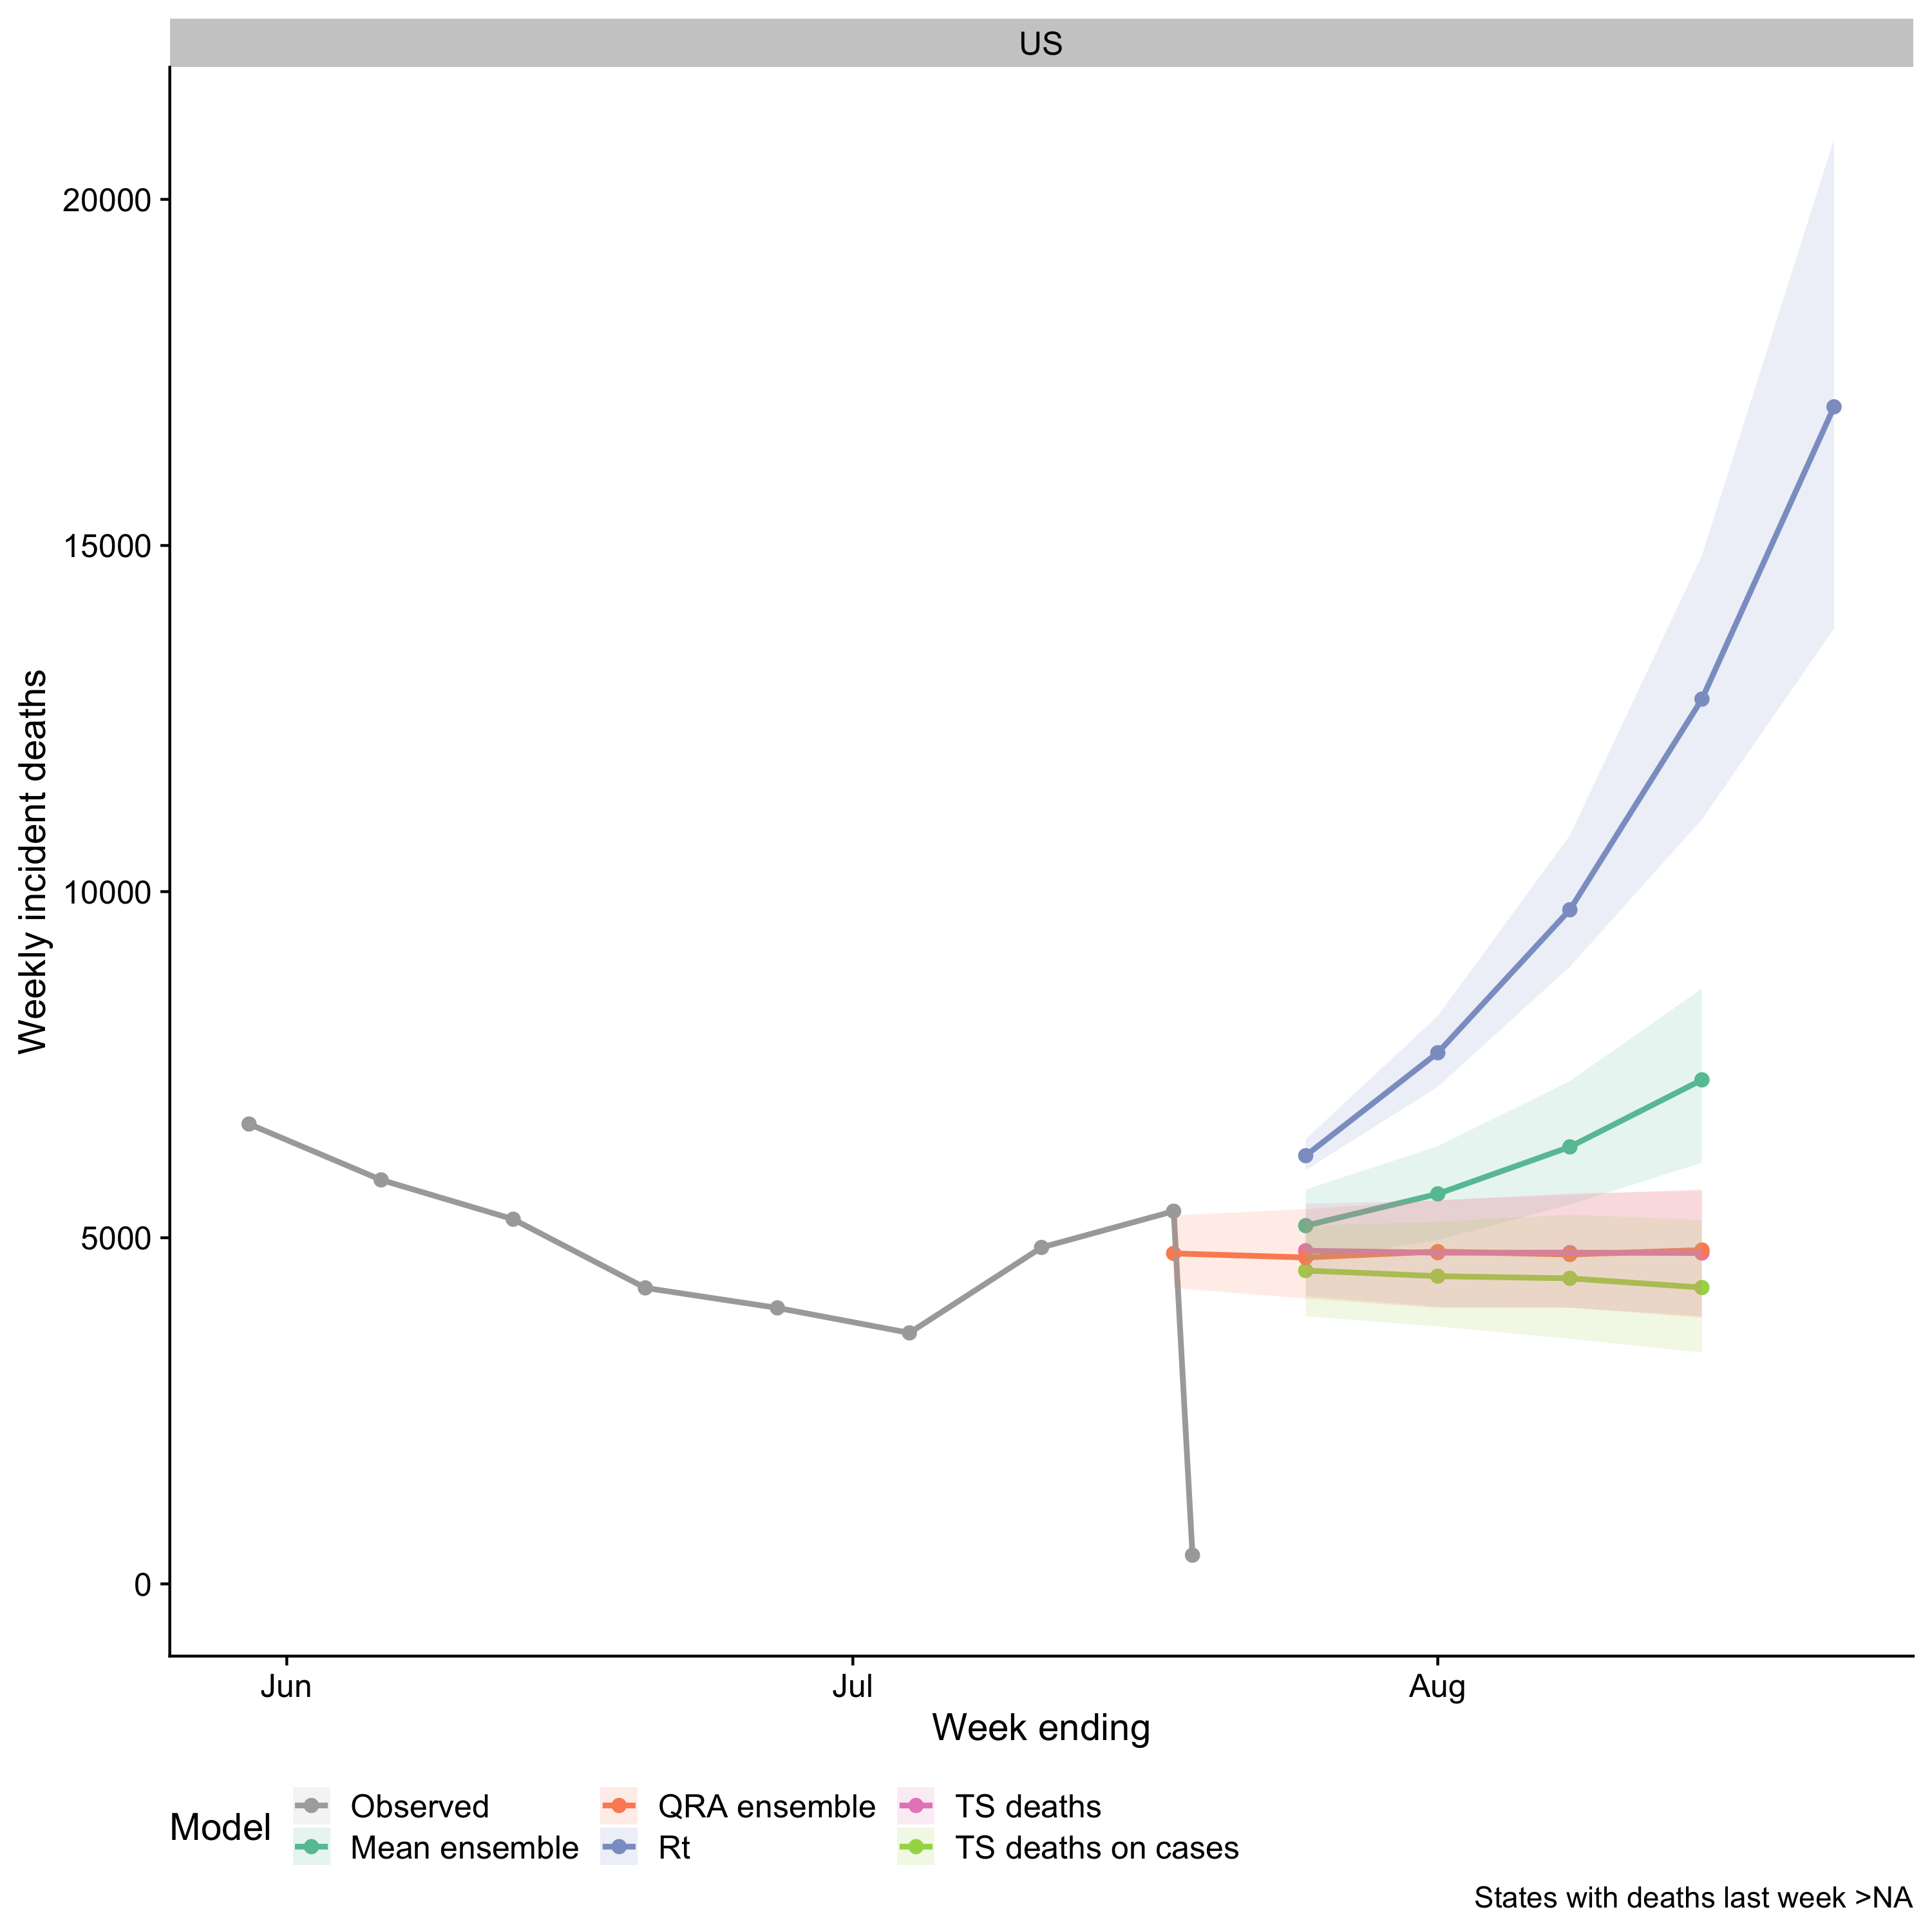 US
20000
15000
10000
5000
0
Weekly incident deaths
Jun Jul Aug
Week ending
Model
Observed QRA ensemble TS deaths
Mean ensemble Rt TS deaths on cases
States with deaths last week >NA